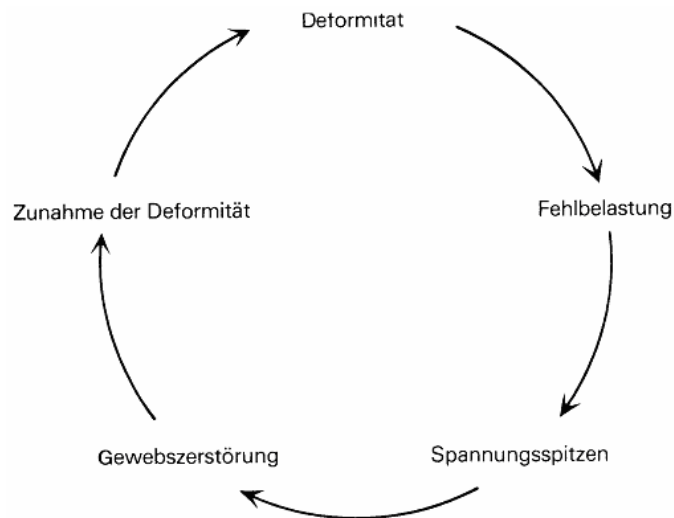 Deformität
Fehlbelastung
Spannungsspitzen
Gewebszerstörung
Zunahme der Deformität